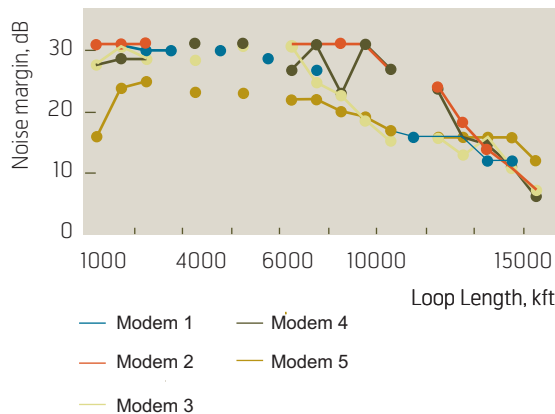 Noise margin, dB
30
20
10
0
1000 4000 6000 10000 15000
Loop Length, kft
Modem 1 Modem 4
Modem 2 Modem 5
Modem 3